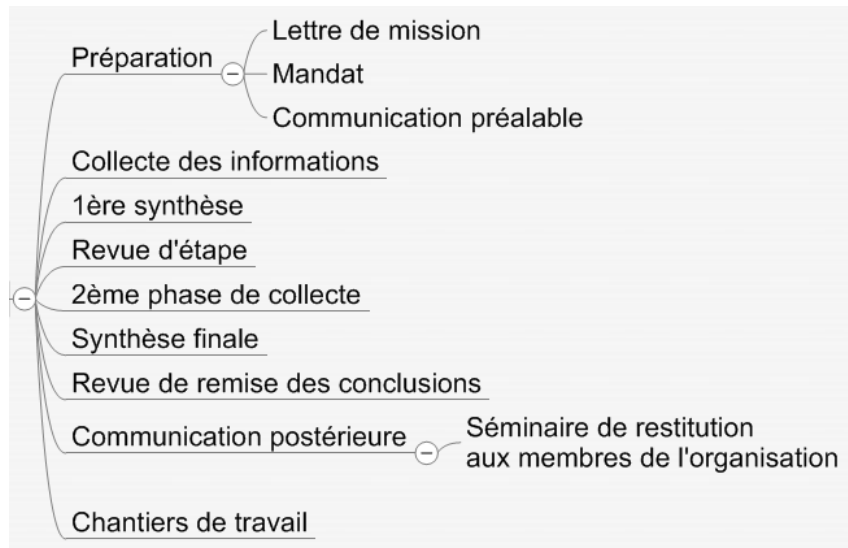 Préparation
Lettre de mission
Mandat
Communication préalable
Collecte des informations
1ère synthèse
Revue d'étape
2ème phase de collecte
Synthèse finale
Revue de remise des conclusions
Communication postérieure
Séminaire de restitution
aux membres de l'organisation
Chantiers de travail